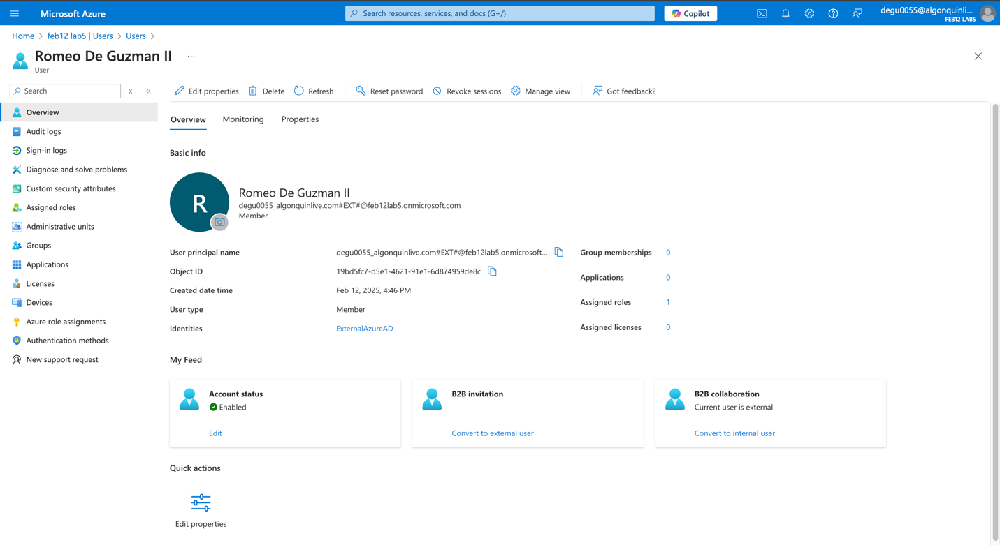 Microsoft Azure
Search resources, services, and docs (G+/)
Copilot
degu0055@algonquinli...
FEB12 LAB5
Home > feb12 lab5 | Users > Users >
Romeo De Guzman II ...
User
Search
Edit properties Delete Refresh Reset password Revoke sessions Manage view Got feedback?
Overview
Audit logs
Sign-in logs
Diagnose and solve problems
Custom security attributes
Assigned roles
Administrative units
Groups
Applications
Licenses
Devices
Azure role assignments
Authentication methods
New support request
Overview Monitoring Properties
Basic info
R
Romeo De Guzman II
degu0055_algonquinlive.com#EXT#@feb12lab5.onmicrosoft.com
Member
User principal name degu0055_algonquinlive.com#EXT#@feb12lab5.onmicrosoft...
Object ID 19bd5fc7-d5e1-4621-91e1-6d874959de8c
Created date time Feb 12, 2025, 4:46 PM
User type Member
Identities ExternalAzureAD
Group memberships 0
Applications 0
Assigned roles 1
Assigned licenses 0
My Feed
Account status
Enabled
Edit
B2B invitation
Convert to external user
B2B collaboration
Current user is external
Convert to internal user
Quick actions
Edit properties